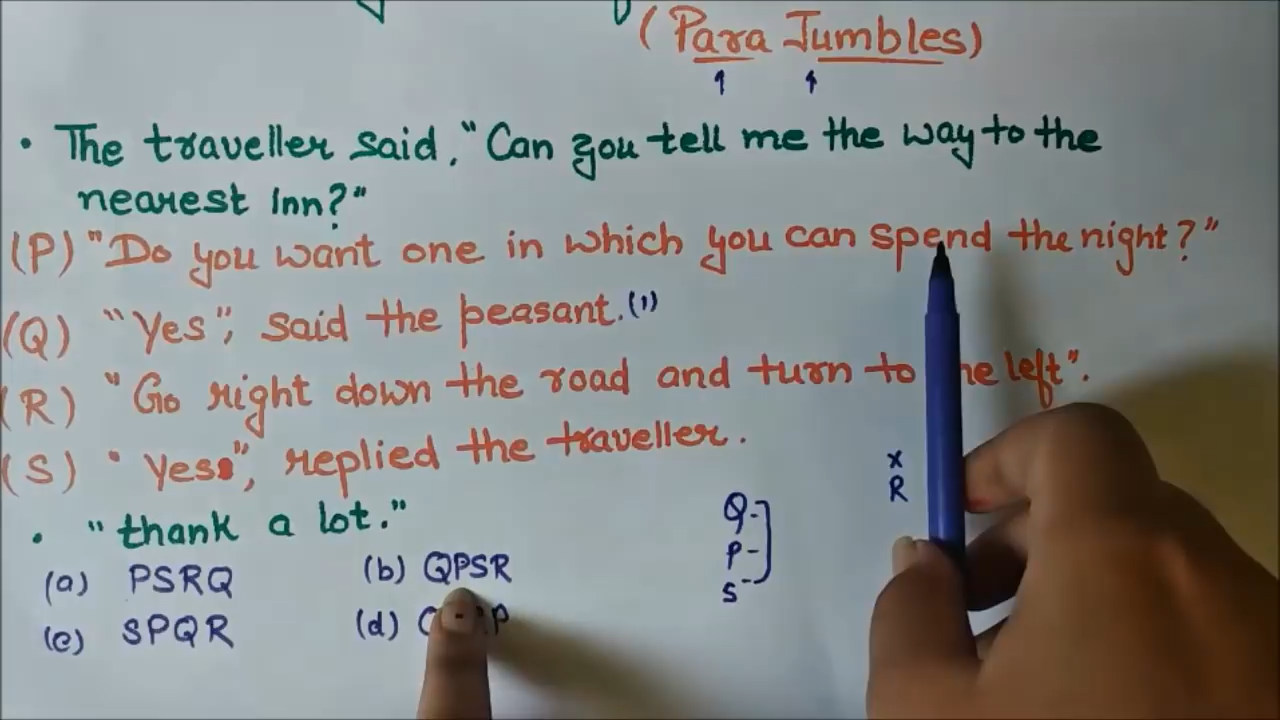 (Para Jumbles)
• The traveller said, "Can you tell me the way to the
nearest Inn?"
(P) "Do you want one in which you can spend the night?"
(Q) "Yes", said the peasant. (1)
(R) "Go right down the road and turn to he left".
(S) "Yes", replied the traveller.
• "thank a lot."
(a) PSRQ (b) QPSR
(c) SPQR (d)
Q-
P-
S-
x
R